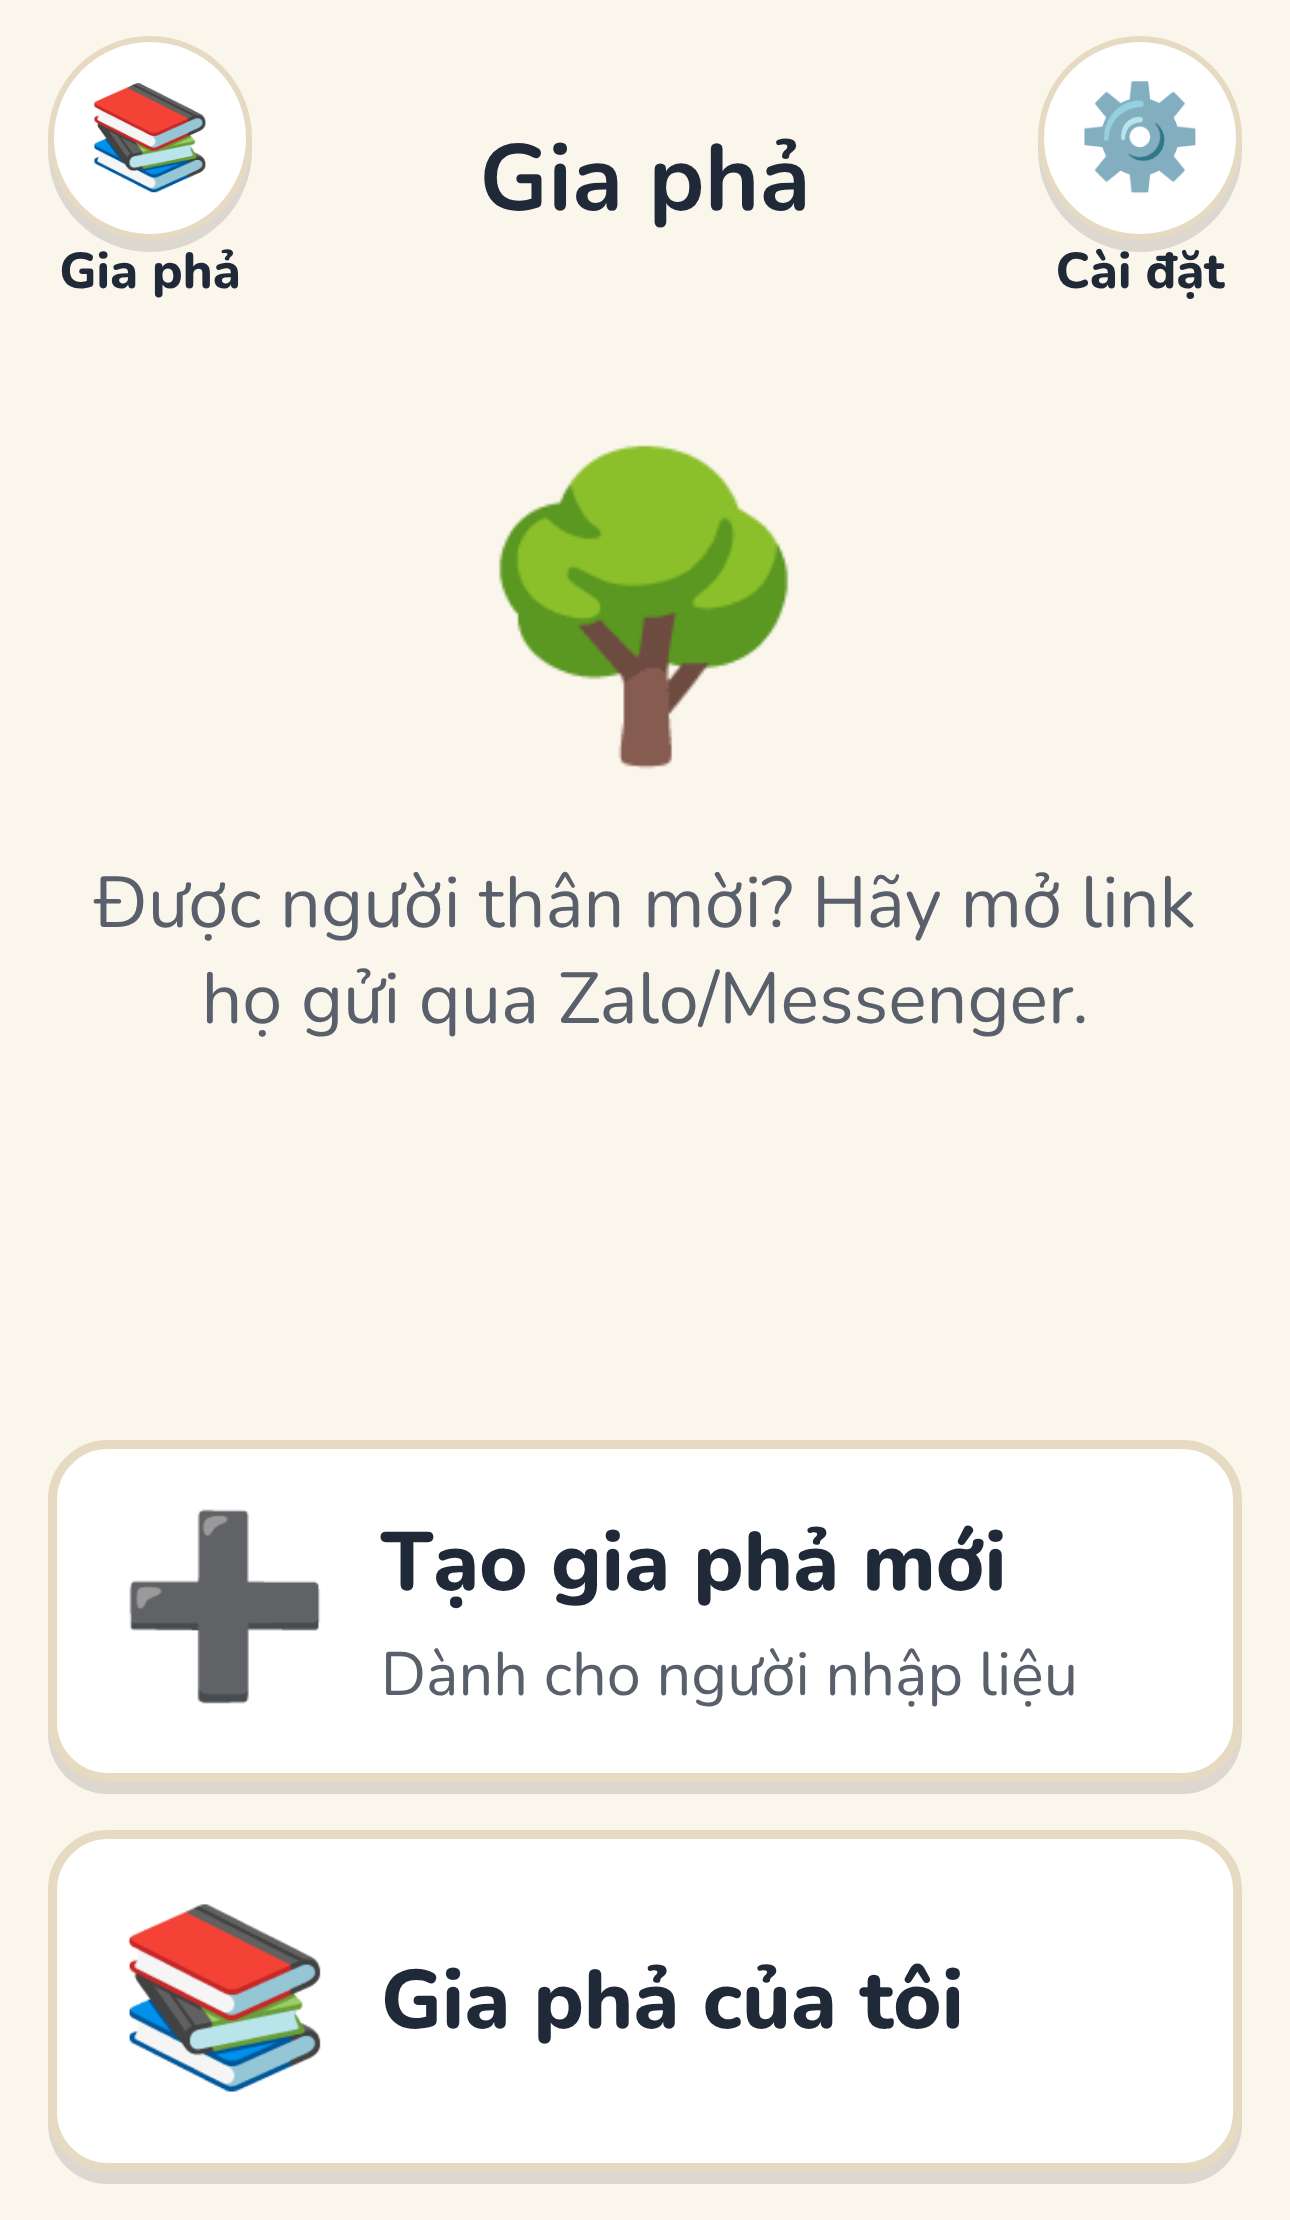 Gia phả
Gia phả
Cài đặt
Được người thân mời? Hãy mở link
họ gửi qua Zalo/Messenger.
Tạo gia phả mới
Dành cho người nhập liệu
Gia phả của tôi